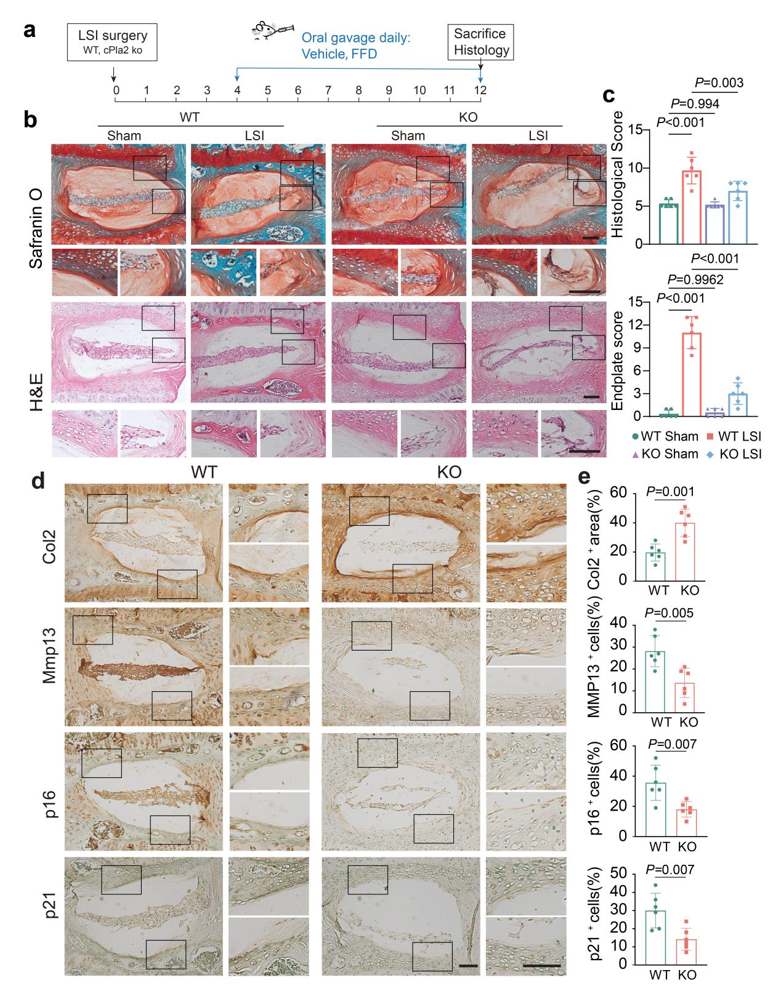 a
LSI surgery
WT, cPla2 ko
Oral gavage daily:
Vehicle, FFD
Sacrifice
Histology
0 1 2 3 4 5 6 7 8 9 10 11 12
b
WT KO
Sham LSI Sham LSI
Safranin O
H&E
c
P=0.003
P=0.994
P<0.001
Histological Score
15
10
5
0
P<0.001
P=0.9962
P<0.001
Endplate score
15
12
9
6
3
0
WT Sham WT LSI
KO Sham KO LSI
d
WT KO
Col2
Mmp13
p16
p21
e
P=0.001
Col2 + area(%)
60
40
20
0
WT KO
P=0.005
MMP13 + cells(%)
40
30
20
10
0
WT KO
P=0.007
p16 + cells(%)
60
40
20
0
WT KO
P=0.007
p21 + cells(%)
50
40
30
20
10
0
WT KO